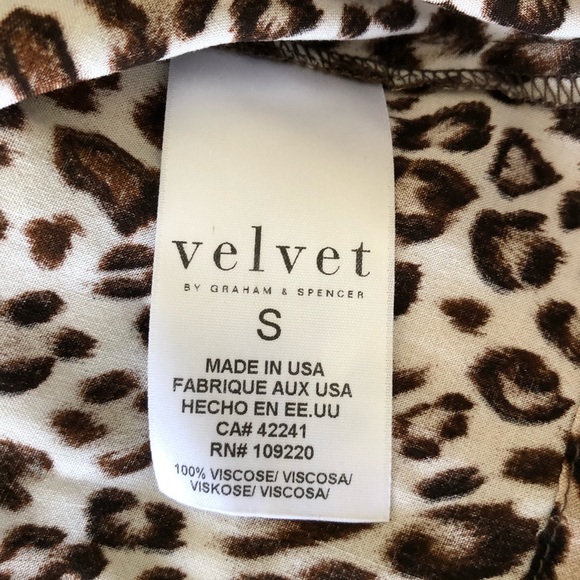 velvet
BY GRAHAM & SPENCER
S
MADE IN USA
FABRIQUE AUX USA
HECHO EN EE.UU
CA# 42241
RN# 109220
100% VISCOSE/ VISCOSA/
VISKOSE/ VISCOSA/